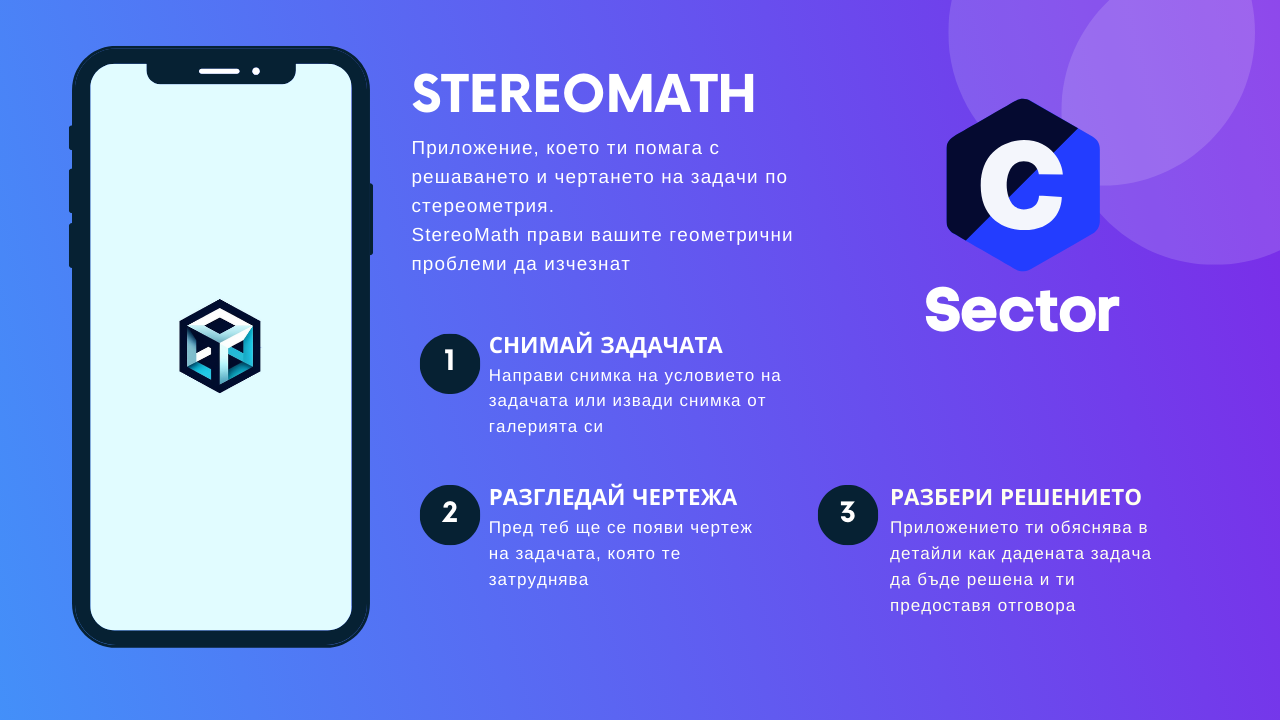 STEREOMATH
Приложение, което ти помага с
решаването и чертането на задачи по
стереометрия.
StereoMath прави вашите геометрични
проблеми да изчезнат
C
Sector
1
СНИМАЙ ЗАДАЧАТА
Направи снимка на условието на
задачата или извади снимка от
галерията си
2
РАЗГЛЕДАЙ ЧЕРТЕЖА
Пред теб ще се появи чертеж
на задачата, която те
затруднява
3
РАЗБЕРИ РЕШЕНИЕТО
Приложението ти обяснява в
детайли как дадената задача
да бъде решена и ти
предоставя отговора